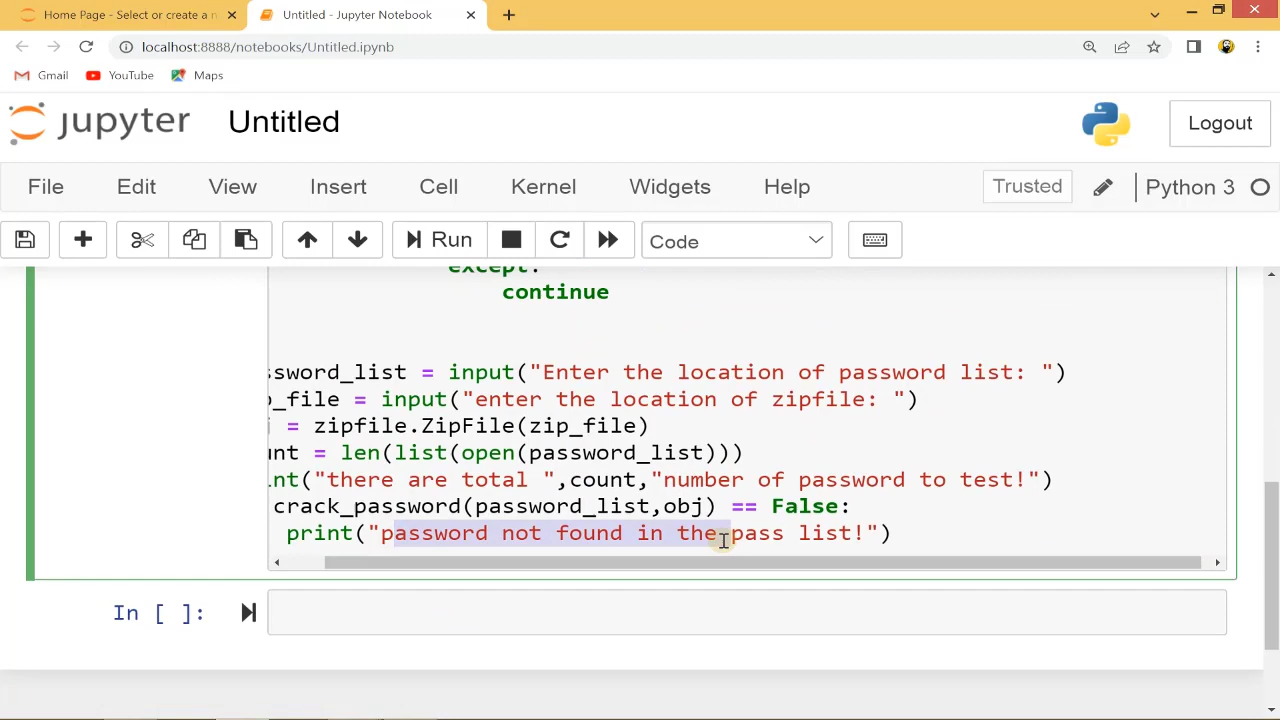 Home Page - Select or create a n
Untitled - Jupyter Notebook
localhost:8888/notebooks/Untitled.ipynb
Gmail
YouTube
Maps
jupyter
Untitled
Logout
File
Edit
View
Insert
Cell
Kernel
Widgets
Help
Trusted
Python 3
Run
Code
except:
continue
ssword_list = input("Enter the location of password list: ")
p_file = input("enter the location of zipfile: ")
j = zipfile.ZipFile(zip_file)
unt = len(list(open(password_list)))
int("there are total ",count,"number of password to test!")
crack_password(password_list,obj) == False:
print("password not found in the pass list!")
In [ ]: